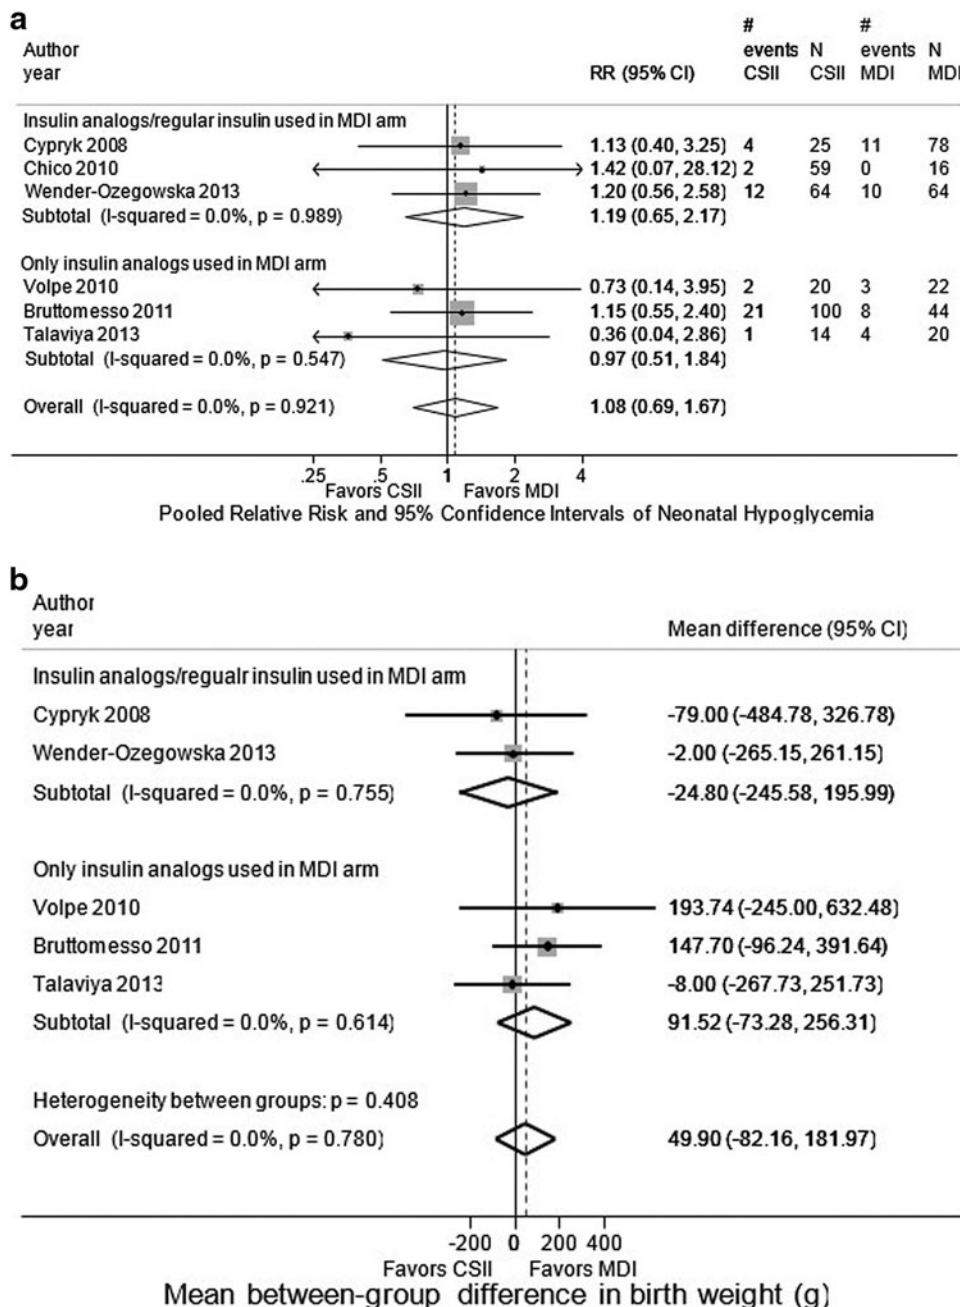 a
Author year RR (95% CI) # events CSII N CSII # events MDI N MDI
Insulin analogs/regular insulin used in MDI arm
Cypryk 2008 1.13 (0.40, 3.25) 4 25 11 78
Chico 2010 1.42 (0.07, 28.12) 2 59 0 16
Wender-Ozegowska 2013 1.20 (0.56, 2.58) 12 64 10 64
Subtotal (I-squared = 0.0%, p = 0.989) 1.19 (0.65, 2.17)
Only insulin analogs used in MDI arm
Volpe 2010 0.73 (0.14, 3.95) 2 20 3 22
Bruttomesso 2011 1.15 (0.55, 2.40) 21 100 8 44
Talaviya 2013 0.36 (0.04, 2.86) 1 14 4 20
Subtotal (I-squared = 0.0%, p = 0.547) 0.97 (0.51, 1.84)
Overall (I-squared = 0.0%, p = 0.921) 1.08 (0.69, 1.67)
.25 .5 1 2 4
Favors CSII Favors MDI
Pooled Relative Risk and 95% Confidence Intervals of Neonatal Hypoglycemia
b
Author
year Mean difference (95% CI)
Insulin analogs/regualr insulin used in MDI arm
Cypryk 2008 -79.00 (-484.78, 326.78)
Wender-Ozegowska 2013 -2.00 (-265.15, 261.15)
Subtotal (I-squared = 0.0%, p = 0.755) -24.80 (-245.58, 195.99)
Only insulin analogs used in MDI arm
Volpe 2010 193.74 (-245.00, 632.48)
Bruttomesso 2011 147.70 (-96.24, 391.64)
Talaviya 2013 -8.00 (-267.73, 251.73)
Subtotal (I-squared = 0.0%, p = 0.614) 91.52 (-73.28, 256.31)
Heterogeneity between groups: p = 0.408
Overall (I-squared = 0.0%, p = 0.780) 49.90 (-82.16, 181.97)
-200 0 200 400
Favors CSII Favors MDI
Mean between-group difference in birth weight (g)